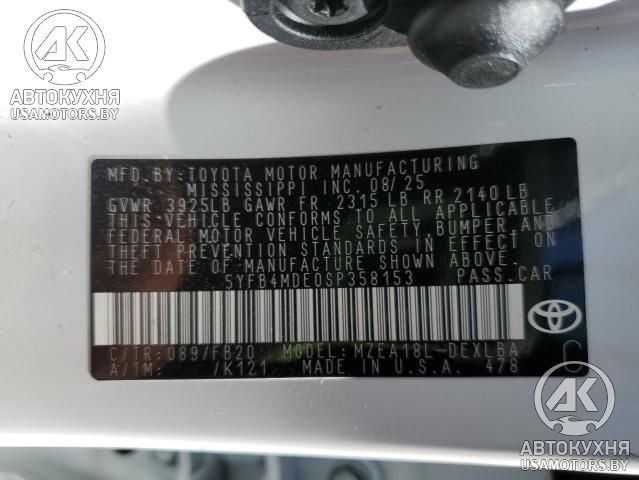 АК
АВТОКУХНЯ
USAMOTORS.BY
MFD. BY: TOYOTA MOTOR MANUFACTURING
MISSISSIPPI INC. 08/25
GVWR 3925LB GAWR FR 2315 LB RR 2140LB
THIS VEHICLE CONFORMS TO ALL APPLICABLE
FEDERAL MOTOR VEHICLE SAFETY, BUMPER,AND
THEFT PREVENTION STANDARDS IN EFFECT ON
THE DATE OF MANUFACTURE SHOWN ABOVE.
5YFB4MDE0SP358153 PASS.CAR
C/TR: 089/FB20 MODEL: MZEA18L-DEXLBA
A/TM: /K121 MADE IN U.S.A. 478
АК
АВТОКУХНЯ
USAMOTORS.BY